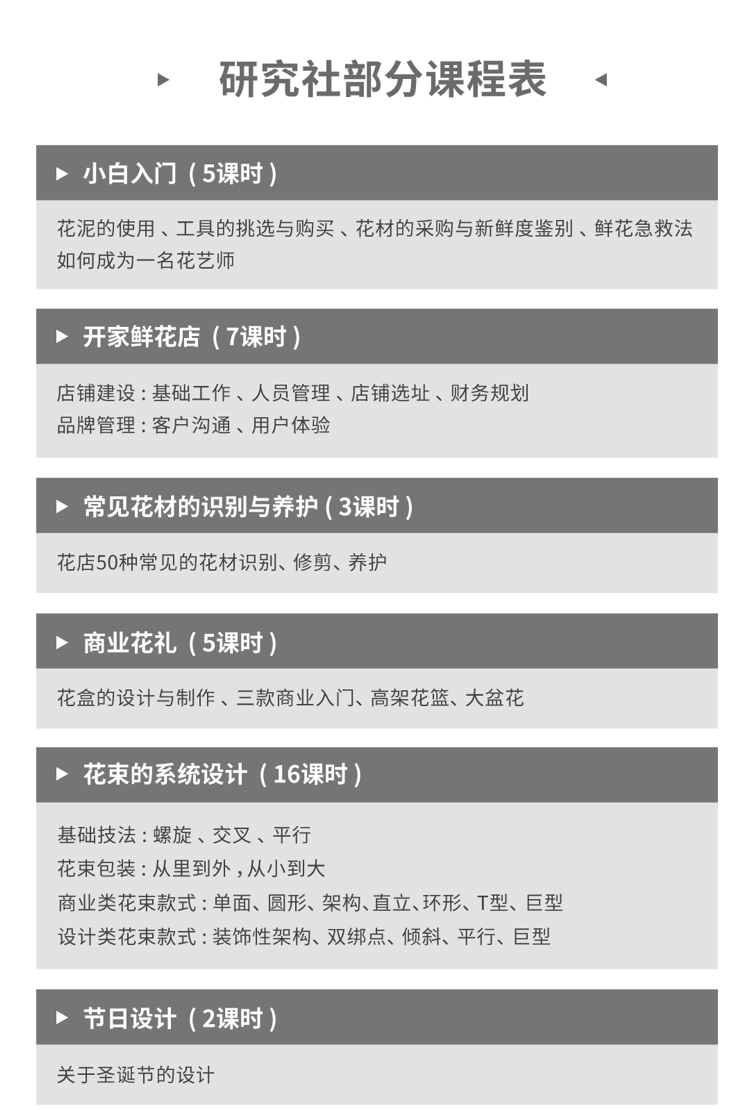 研究社部分课程表
小白入门（5课时）
花泥的使用、工具的挑选与购买、花材的采购与新鲜度鉴别、鲜花急救法
如何成为一名花艺师
开家鲜花店（7课时）
店铺建设：基础工作、人员管理、店铺选址、财务规划
品牌管理：客户沟通、用户体验
常见花材的识别与养护（3课时）
花店50种常见的花材识别、修剪、养护
商业花礼（5课时）
花盒的设计与制作、三款商业入门、高架花篮、大盆花
花束的系统设计（16课时）
基础技法：螺旋、交叉、平行
花束包装：从里到外，从小到大
商业类花束款式：单面、圆形、架构、直立、环形、T型、巨型
设计类花束款式：装饰性架构、双绑点、倾斜、平行、巨型
节日设计（2课时）
关于圣诞节的设计